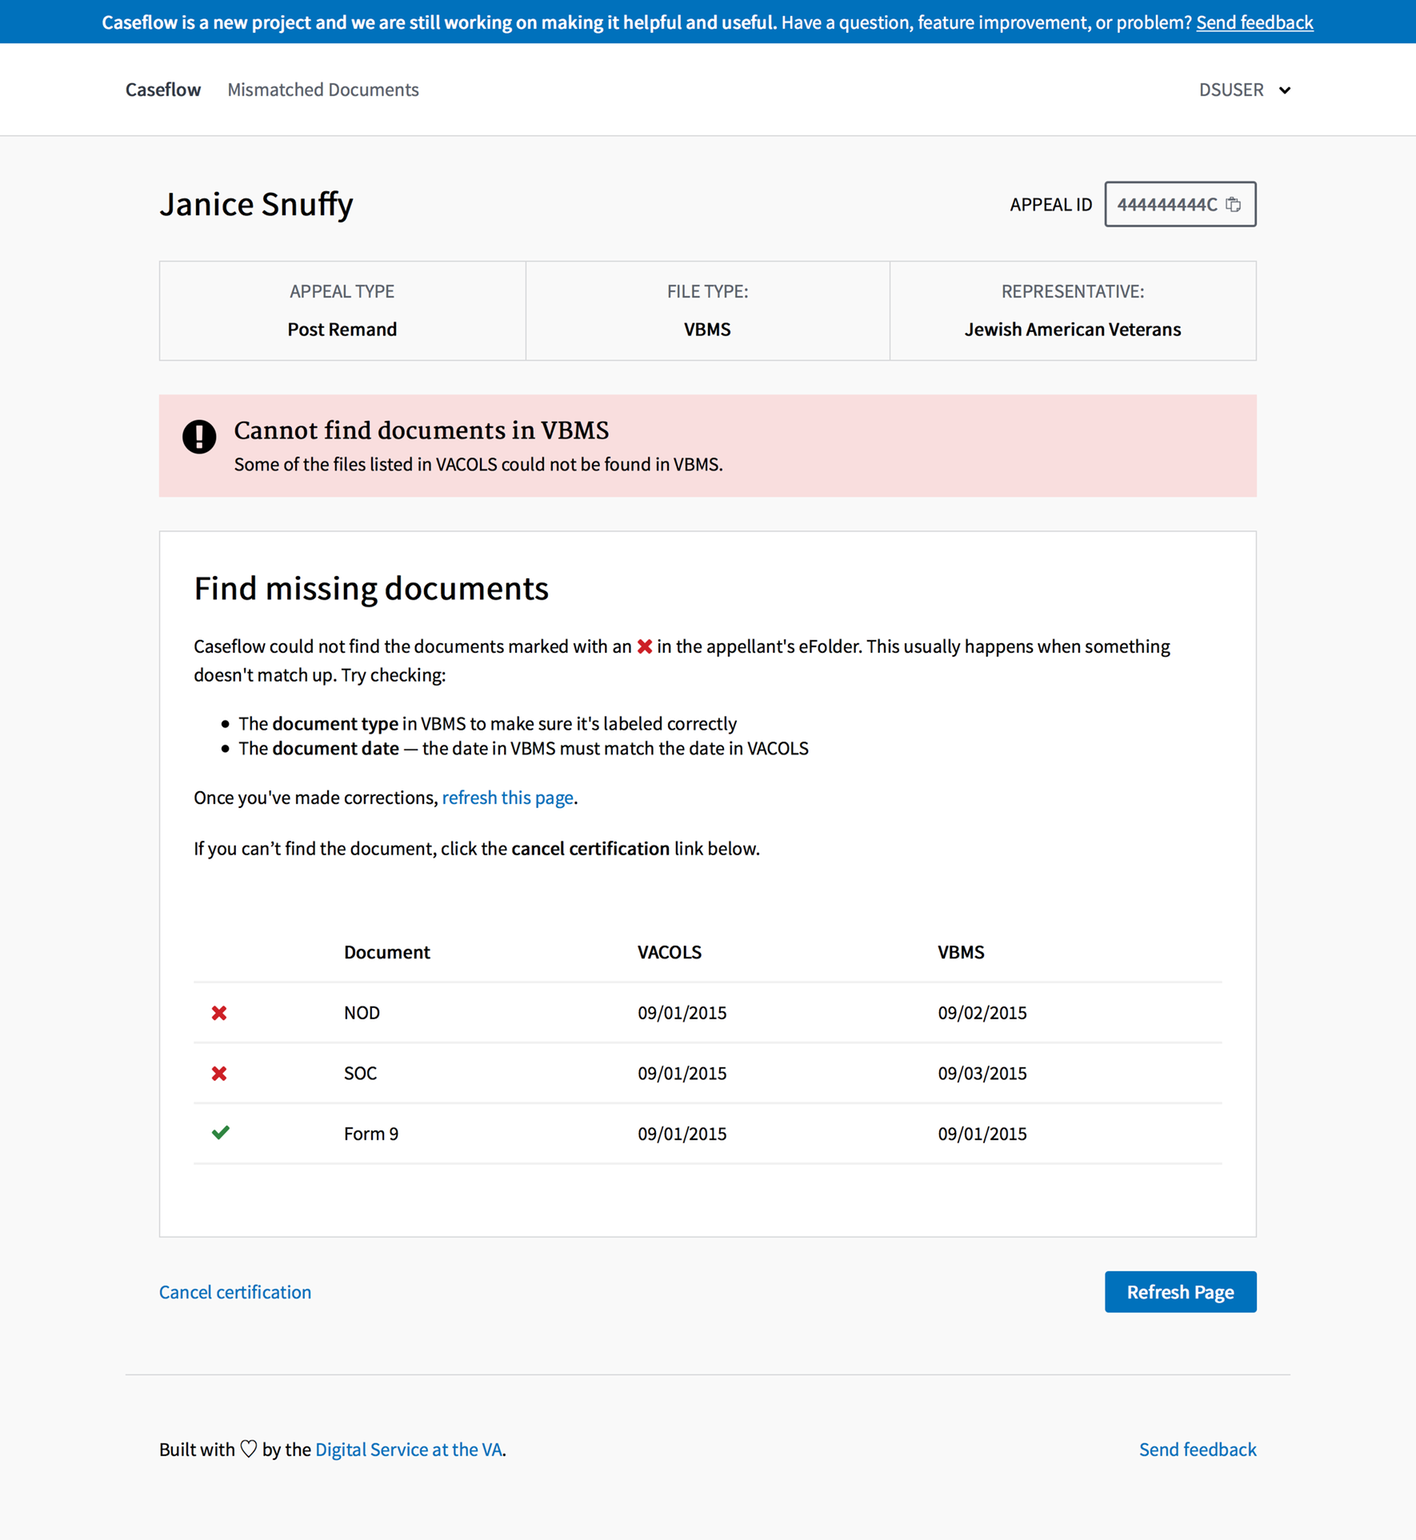 Caseflow is a new project and we are still working on making it helpful and useful. Have a question, feature improvement, or problem? Send feedback
Caseflow Mismatched Documents DSUSER
Janice Snuffy APPEAL ID 444444444C
APPEAL TYPE FILE TYPE: REPRESENTATIVE:
Post Remand VBMS Jewish American Veterans
Cannot find documents in VBMS
Some of the files listed in VACOLS could not be found in VBMS.
Find missing documents
Caseflow could not find the documents marked with an ✖ in the appellant's eFolder. This usually happens when something
doesn't match up. Try checking:
• The document type in VBMS to make sure it's labeled correctly
• The document date — the date in VBMS must match the date in VACOLS
Once you've made corrections, refresh this page.
If you can’t find the document, click the cancel certification link below.
Document VACOLS VBMS
✖ NOD 09/01/2015 09/02/2015
✖ SOC 09/01/2015 09/03/2015
✔ Form 9 09/01/2015 09/01/2015
Cancel certification Refresh Page
Built with ♡ by the Digital Service at the VA. Send feedback